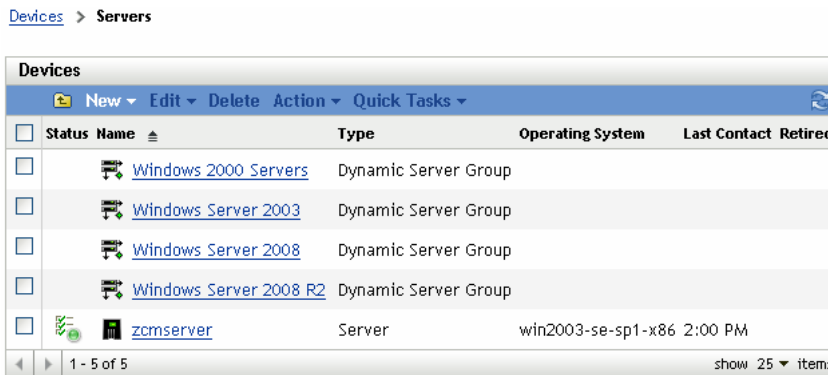 Devices > Servers
Devices
New Edit Delete Action Quick Tasks
Status Name Type Operating System Last Contact Retired
Windows 2000 Servers Dynamic Server Group
Windows Server 2003 Dynamic Server Group
Windows Server 2008 Dynamic Server Group
Windows Server 2008 R2 Dynamic Server Group
zcmserver Server win2003-se-sp1-x86 2:00 PM
1 - 5 of 5 show 25 items